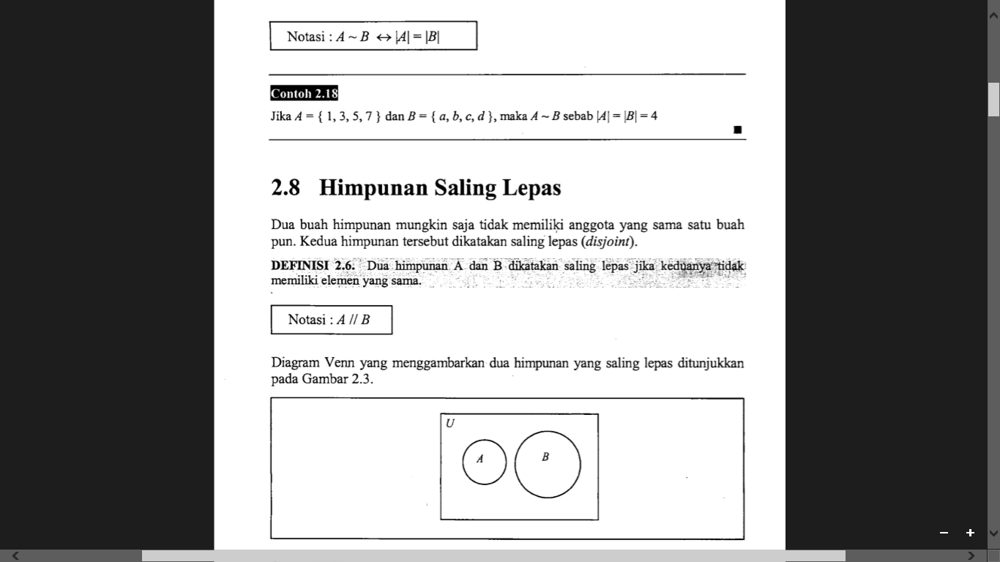 Notasi : A ~ B ↔ |A| = |B|
Contoh 2.18
Jika A = { 1, 3, 5, 7 } dan B = { a, b, c, d }, maka A ~ B sebab |A| = |B| = 4
2.8 Himpunan Saling Lepas
Dua buah himpunan mungkin saja tidak memiliki anggota yang sama satu buah
pun. Kedua himpunan tersebut dikatakan saling lepas (disjoint).
DEFINISI 2.6. Dua himpunan A dan B dikatakan saling lepas jika keduanya tidak
memiliki elemen yang sama.
Notasi : A // B
Diagram Venn yang menggambarkan dua himpunan yang saling lepas ditunjukkan
pada Gambar 2.3.
U
A
B